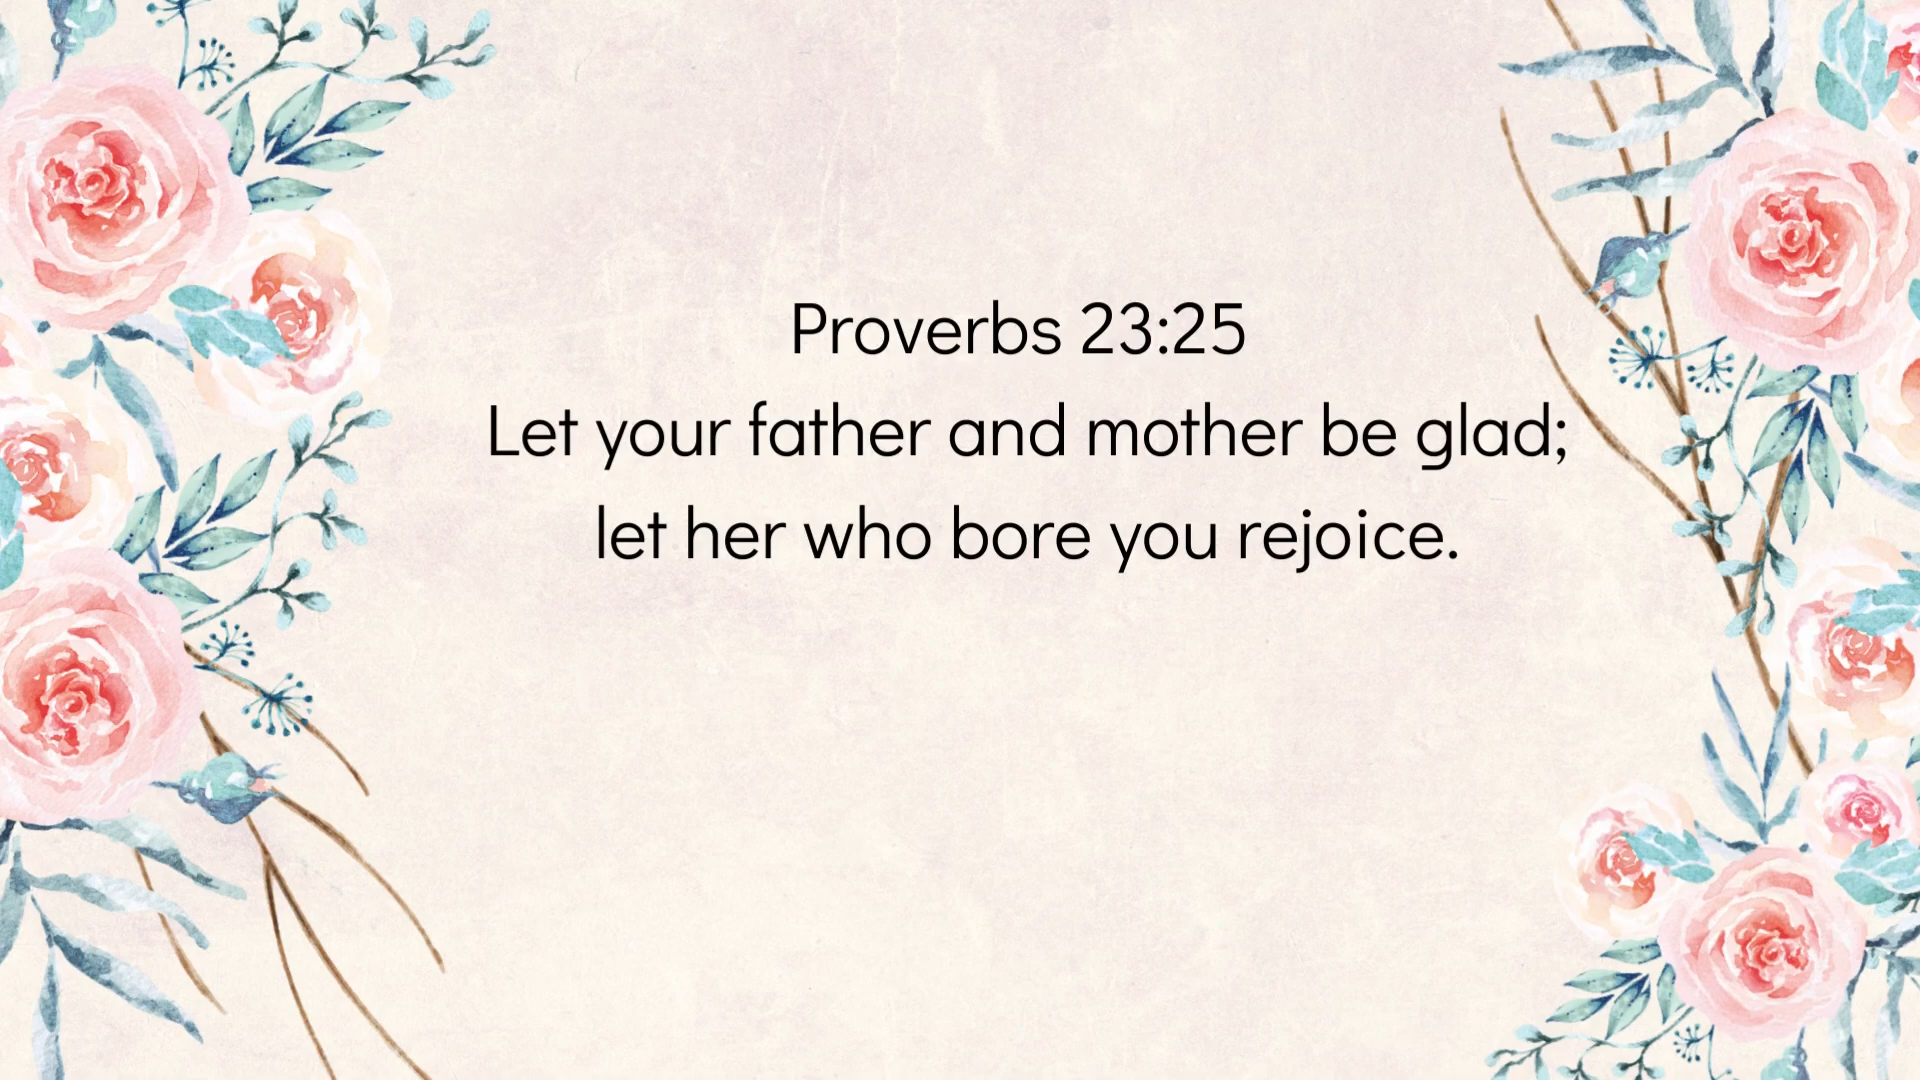 Proverbs 23:25
Let your father and mother be glad;
let her who bore you rejoice.